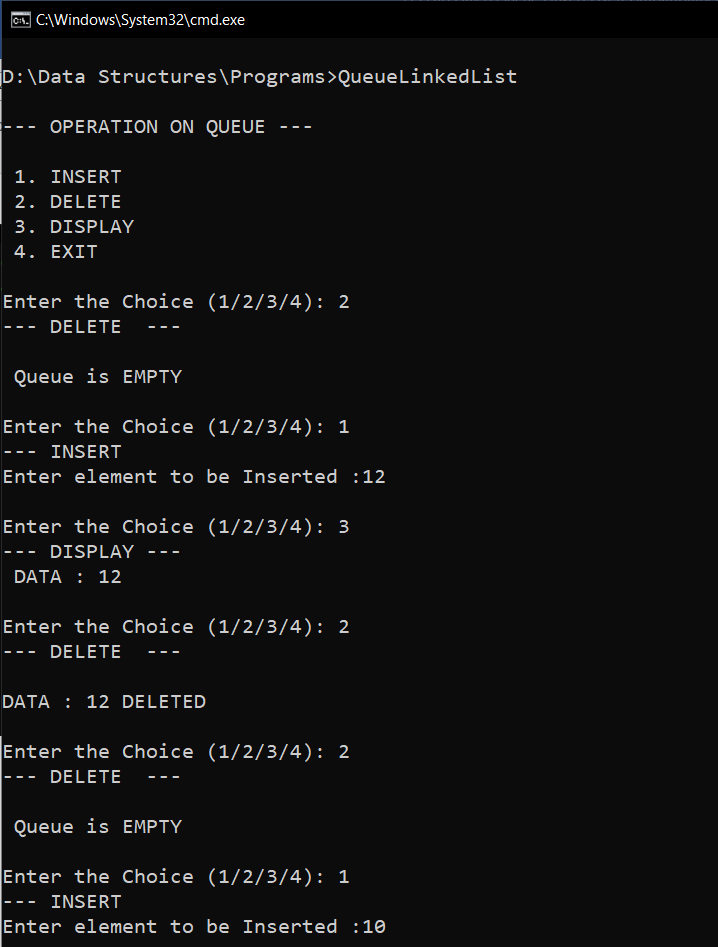 C:\Windows\System32\cmd.exe
D:\Data Structures\Programs>QueueLinkedList
--- OPERATION ON QUEUE ---
1. INSERT
2. DELETE
3. DISPLAY
4. EXIT
Enter the Choice (1/2/3/4): 2
--- DELETE  ---
Queue is EMPTY
Enter the Choice (1/2/3/4): 1
--- INSERT
Enter element to be Inserted :12
Enter the Choice (1/2/3/4): 3
--- DISPLAY ---
DATA : 12
Enter the Choice (1/2/3/4): 2
--- DELETE  ---
DATA : 12 DELETED
Enter the Choice (1/2/3/4): 2
--- DELETE  ---
Queue is EMPTY
Enter the Choice (1/2/3/4): 1
--- INSERT
Enter element to be Inserted :10